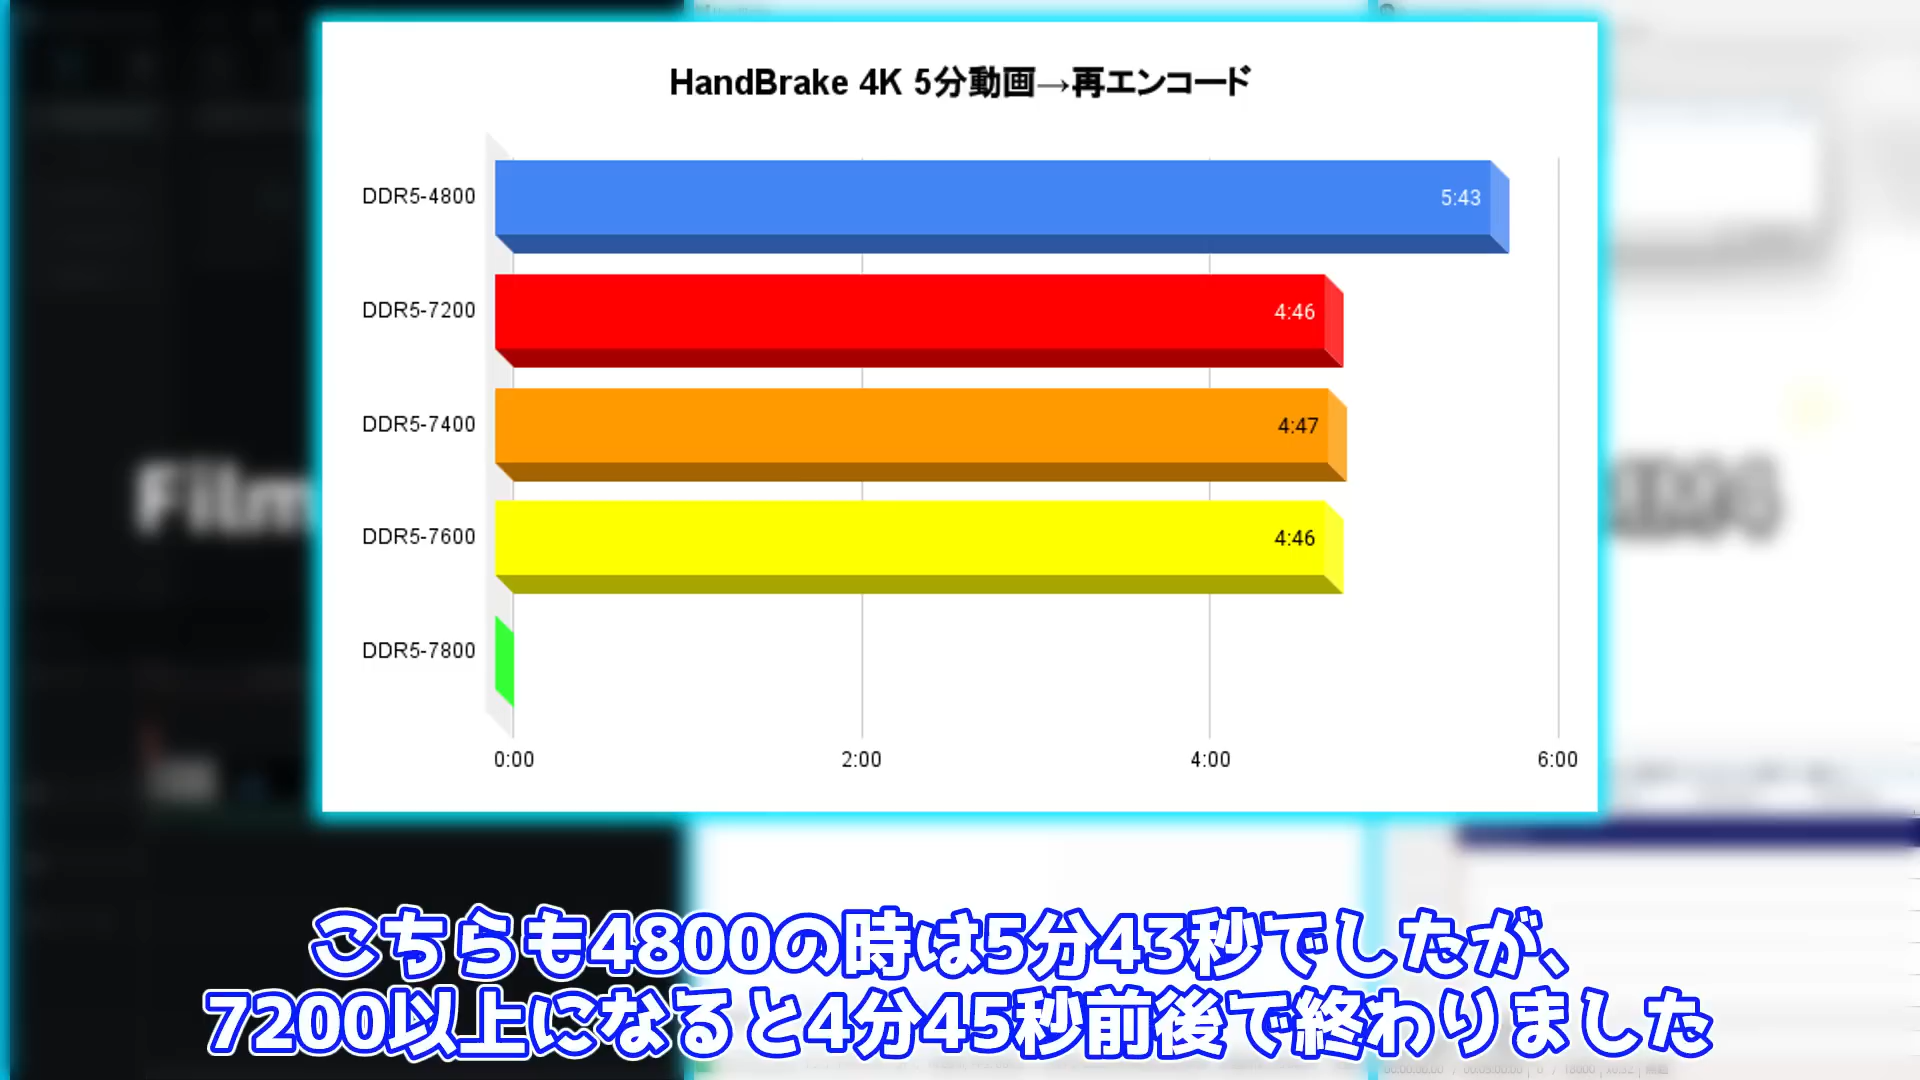 HandBrake 4K 5分動画→再エンコード
DDR5-4800
5:43
DDR5-7200
4:46
DDR5-7400
4:47
DDR5-7600
4:46
DDR5-7800
0:00
2:00
4:00
6:00
Film
こちらも4800の時は5分43秒でしたが、
7200以上になると4分45秒前後で終わりました